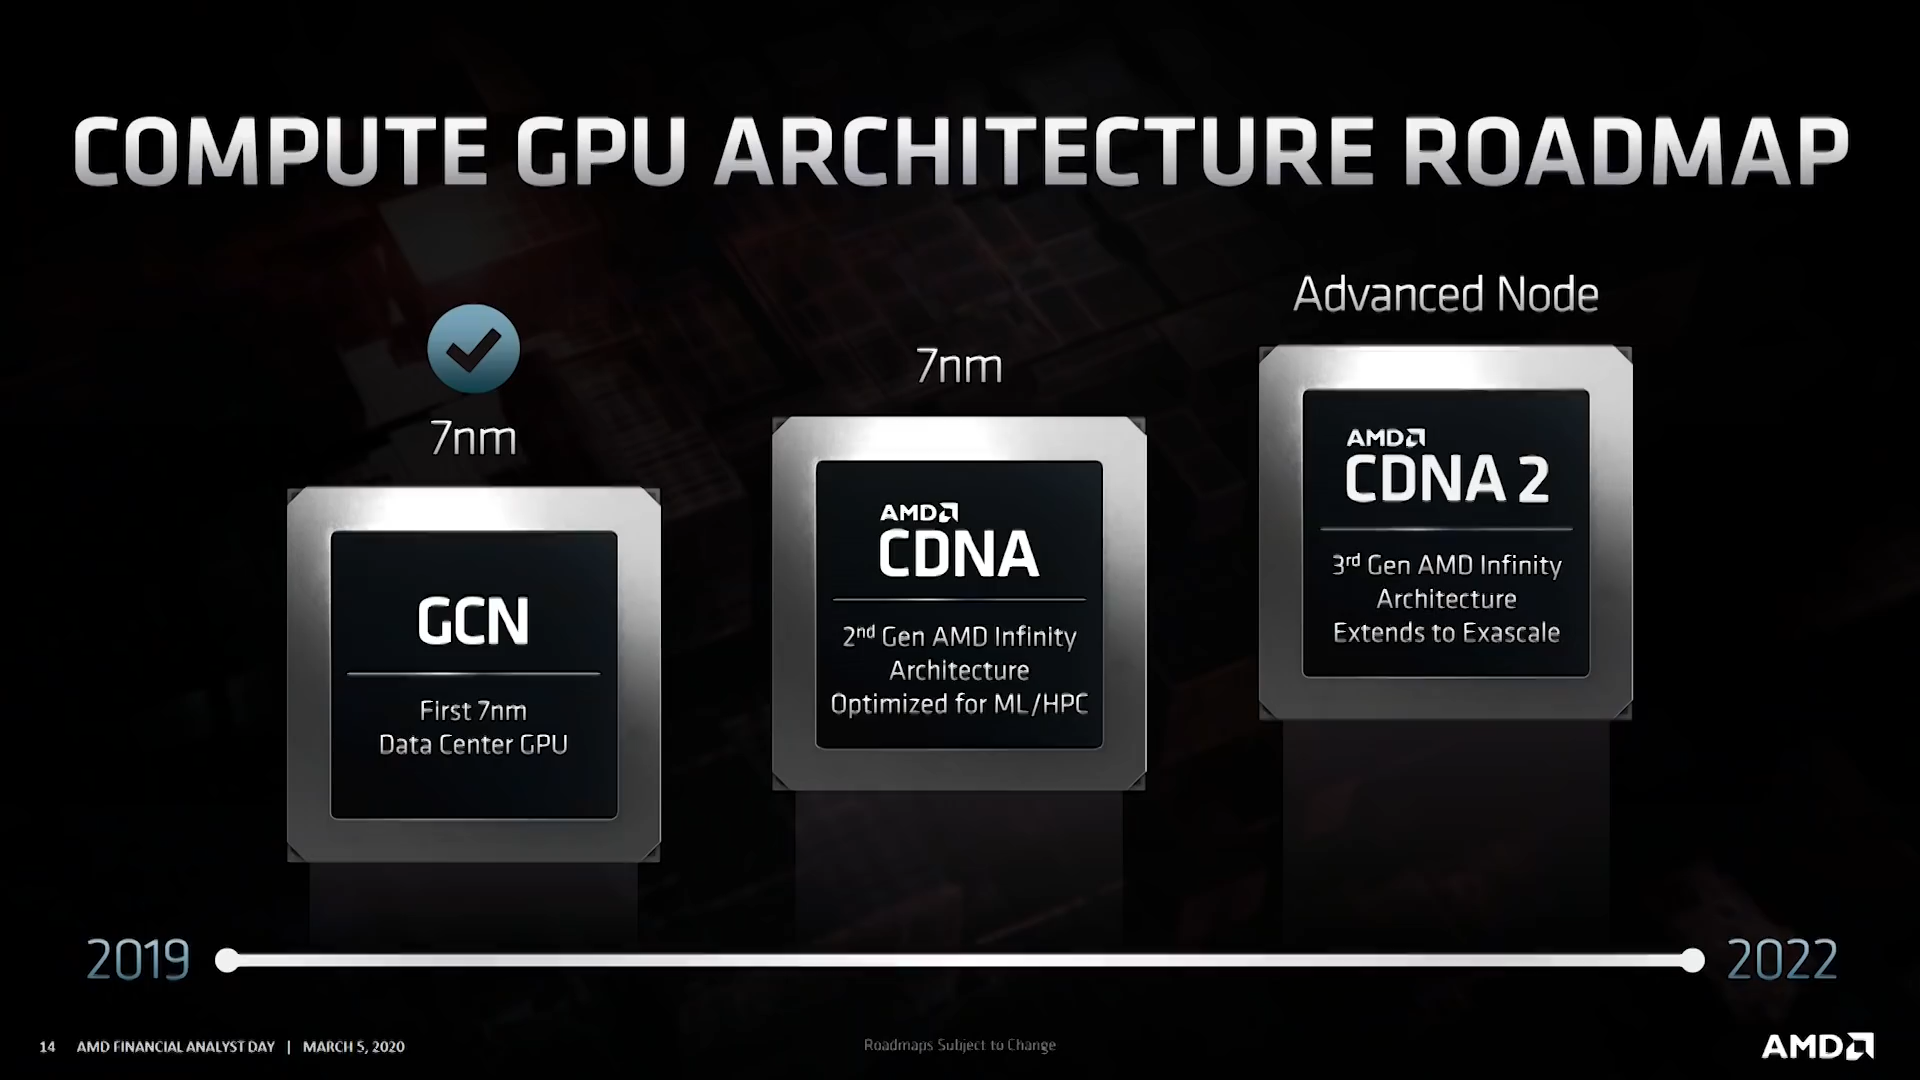 COMPUTE GPU ARCHITECTURE ROADMAP
7nm
GCN
First 7nm
Data Center GPU
7nm
AMD
CDNA
2nd Gen AMD Infinity
Architecture
Optimized for ML/HPC
Advanced Node
AMD
CDNA 2
3rd Gen AMD Infinity
Architecture
Extends to Exascale
2019
2022
14 AMD FINANCIAL ANALYST DAY | MARCH 5, 2020
Roadmaps Subject to Change
AMD